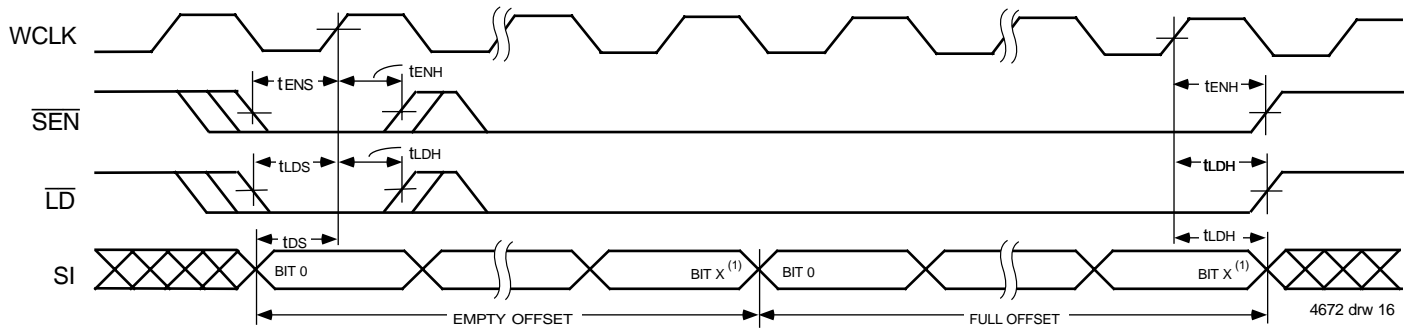 WCLK
tENS
tENH
tENH
SEN
tLDS
tLDH
tLDH
LD
tDS
tLDH
SI
BIT 0
BIT X (1)
BIT 0
BIT X (1)
EMPTY OFFSET
FULL OFFSET
4672 drw 16